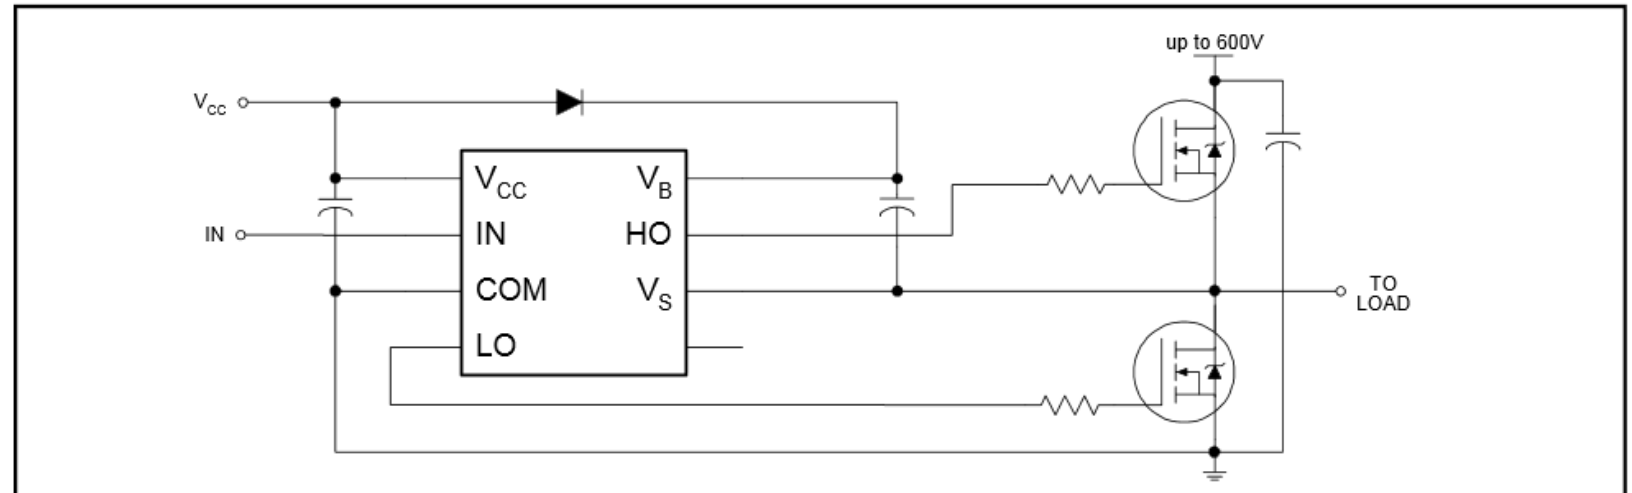 up to 600V
VCC
VCC
VB
IN
IN
HO
COM
VS
TO
LOAD
LO